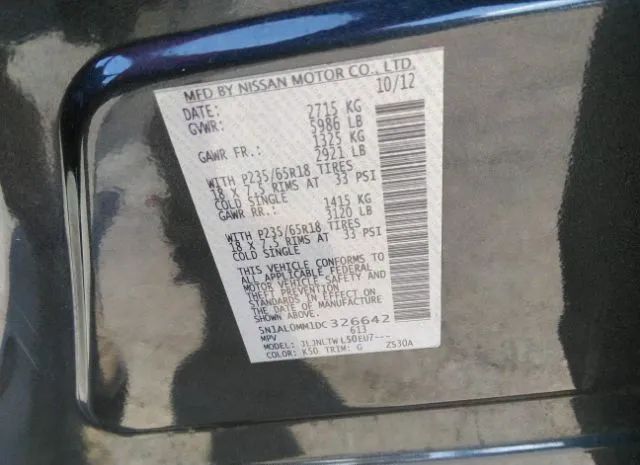 MFD BY NISSAN MOTOR CO., LTD.
DATE: 10/12
GVWR: 2715 KG
5986 LB
GAWR FR.: 1325 KG
2921 LB
WITH P235/65R18 TIRES
18 X 7.5 RIMS AT 33 PSI
COLD SINGLE
GAWR RR.: 1415 KG
3120 LB
WITH P235/65R18 TIRES
18 X 7.5 RIMS AT 33 PSI
COLD SINGLE
THIS VEHICLE CONFORMS TO
ALL APPLICABLE FEDERAL
MOTOR VEHICLE SAFETY AND
THEFT PREVENTION
STANDARDS IN EFFECT ON
THE DATE OF MANUFACTURE
SHOWN ABOVE.
5N1AL0MM1DC 326642
MPV 613
MODEL: JLJNLTWL50EU7---
COLOR: K50 TRIM: G ZS30A